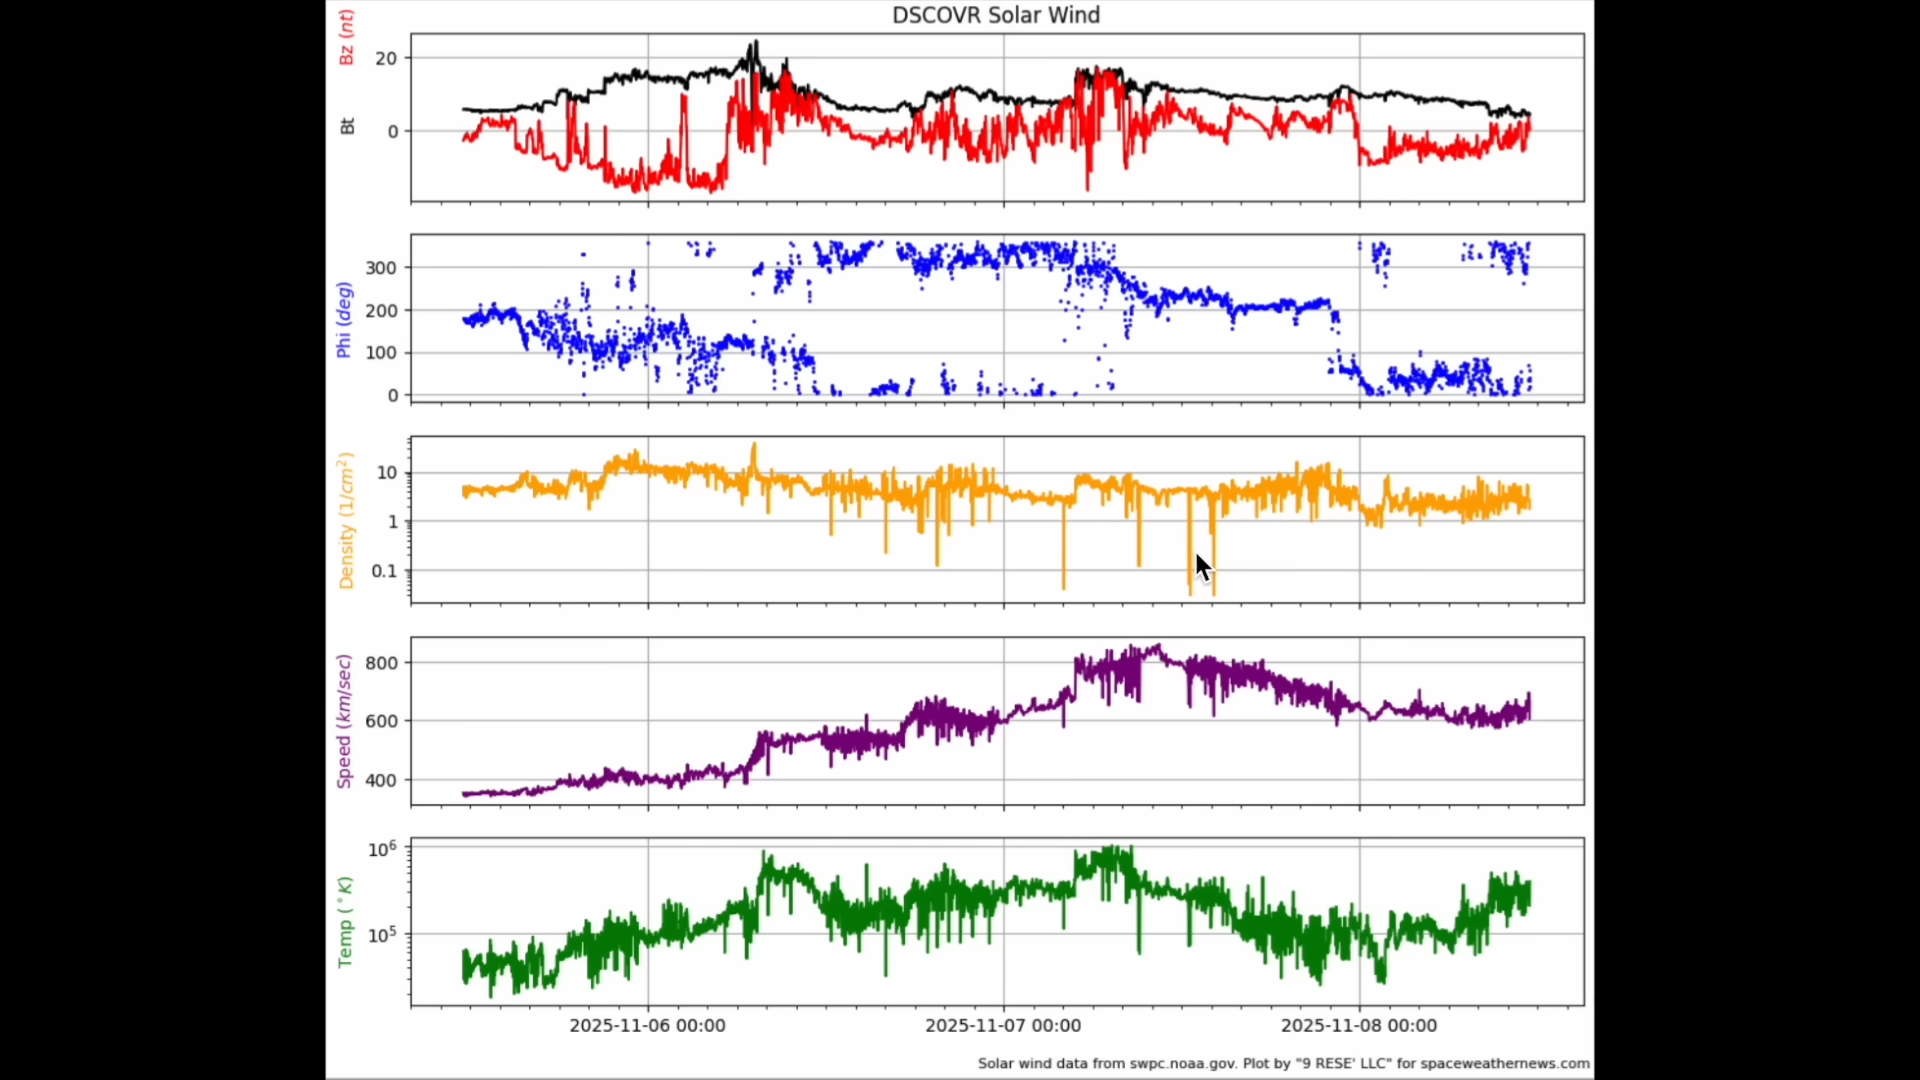 DSCOVR Solar Wind
Bt Bz (nt)
20
0
Phi (deg)
300
200
100
0
Density (1/cm²)
10
1
0.1
Speed (km/sec)
800
600
400
Temp (°K)
10⁶
10⁵
2025-11-06 00:00 2025-11-07 00:00 2025-11-08 00:00
Solar wind data from swpc.noaa.gov. Plot by "9 RESE' LLC" for spaceweathernews.com